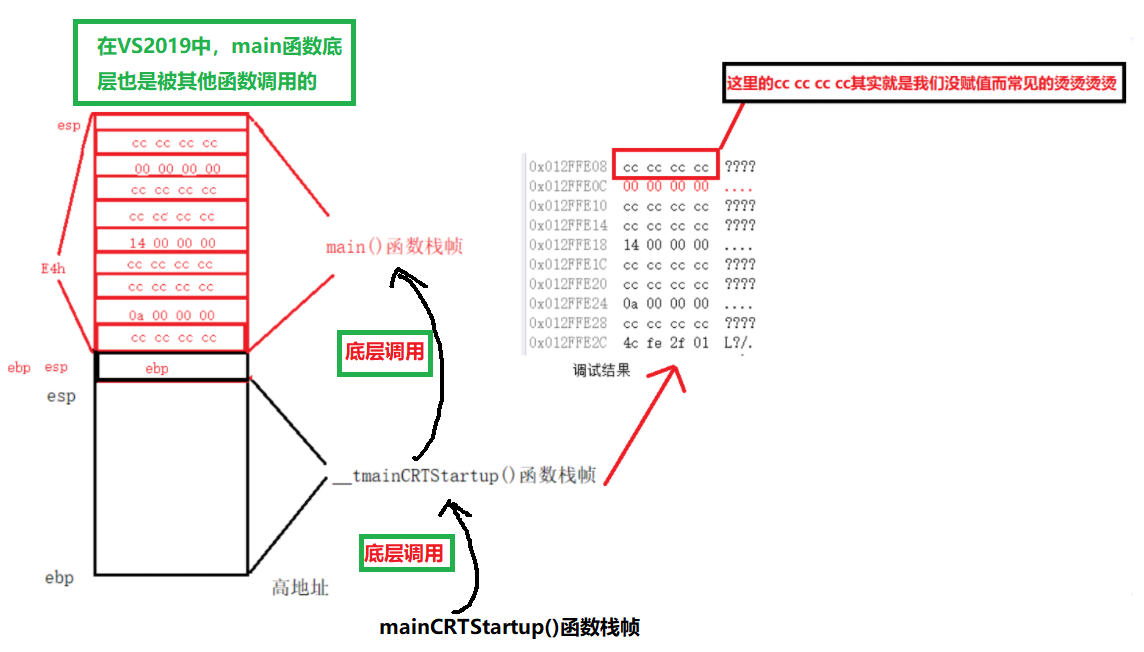 在VS2019中，main函数底
层也是被其他函数调用的
这里的cc cc cc cc其实就是我们没赋值而常见的烫烫烫烫
esp
cc cc cc cc
00 00 00 00
cc cc cc cc
cc cc cc cc
14 00 00 00
cc cc cc cc
cc cc cc cc
0a 00 00 00
cc cc cc cc
E4h
main()函数栈帧
ebp esp
ebp
esp
底层调用
0x012FFE08 cc cc cc cc ????
0x012FFE0C 00 00 00 00 ....
0x012FFE10 cc cc cc cc ????
0x012FFE14 cc cc cc cc ????
0x012FFE18 14 00 00 00 ....
0x012FFE1C cc cc cc cc ????
0x012FFE20 cc cc cc cc ????
0x012FFE24 0a 00 00 00 ....
0x012FFE28 cc cc cc cc ????
0x012FFE2C 4c fe 2f 01 L?/.
调试结果
__tmainCRTStartup()函数栈帧
底层调用
ebp
高地址
mainCRTStartup()函数栈帧